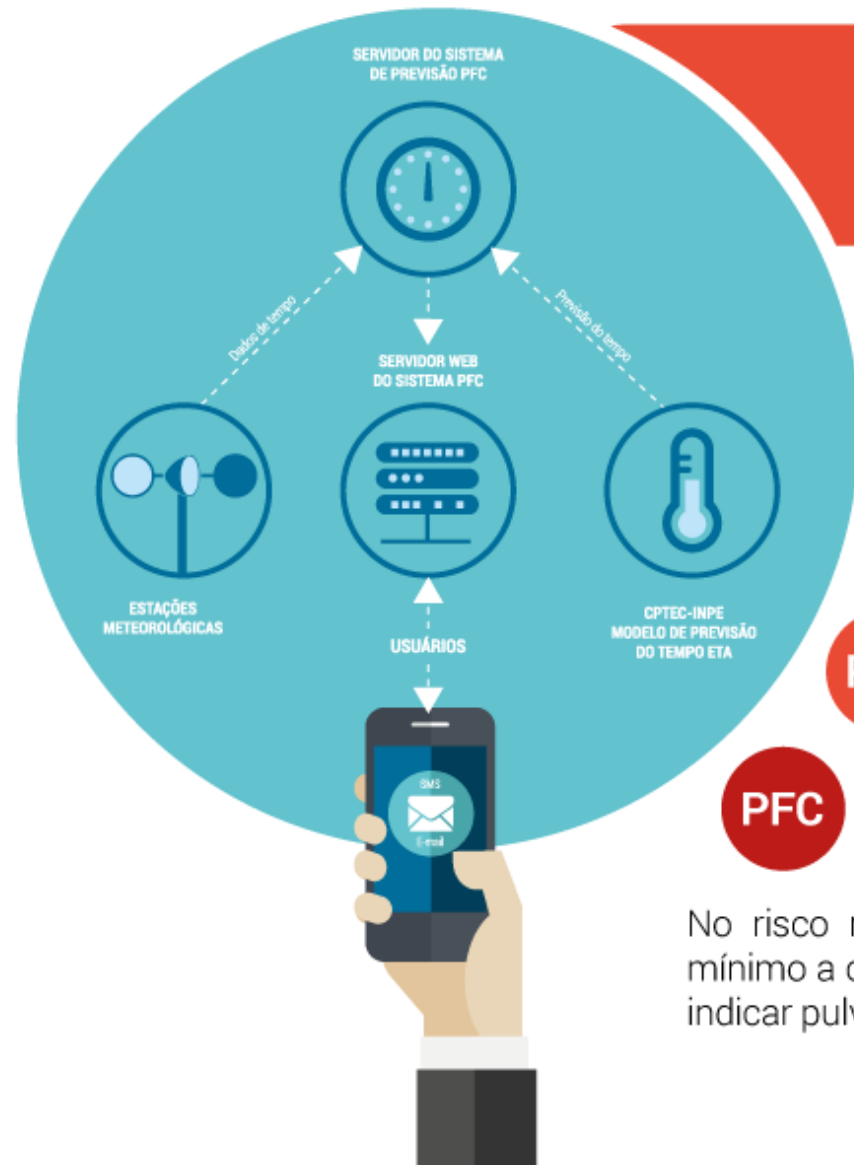 SERVIDOR DO SISTEMA
DE PREVISÃO PFC
Dados de tempo
Previsão do tempo
SERVIDOR WEB
DO SISTEMA PFC
ESTAÇÕES
METEOROLÓGICAS
CPTEC-INPE
MODELO DE PREVISÃO
DO TEMPO ETA
USUÁRIOS
SMS
E-mail
PFC
No risco
mínimo a
indicar